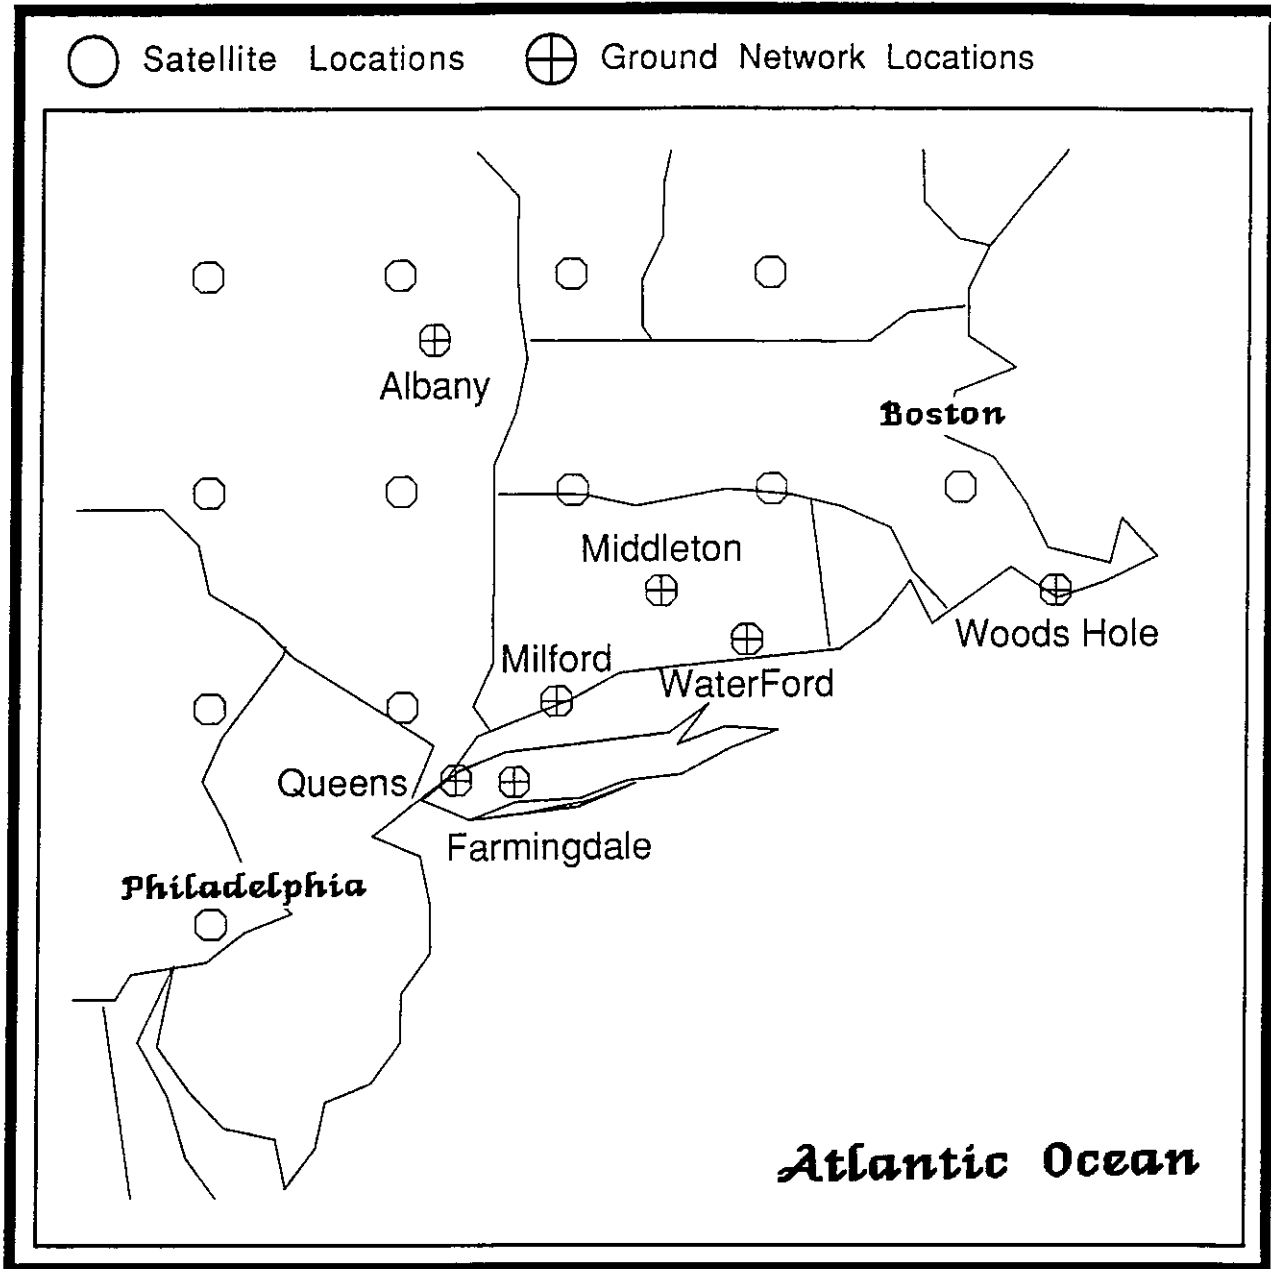 Satellite Locations Ground Network Locations
Albany
Boston
Middleton
Woods Hole
Milford
WaterFord
Queens
Farmingdale
Philadelphia
Atlantic Ocean